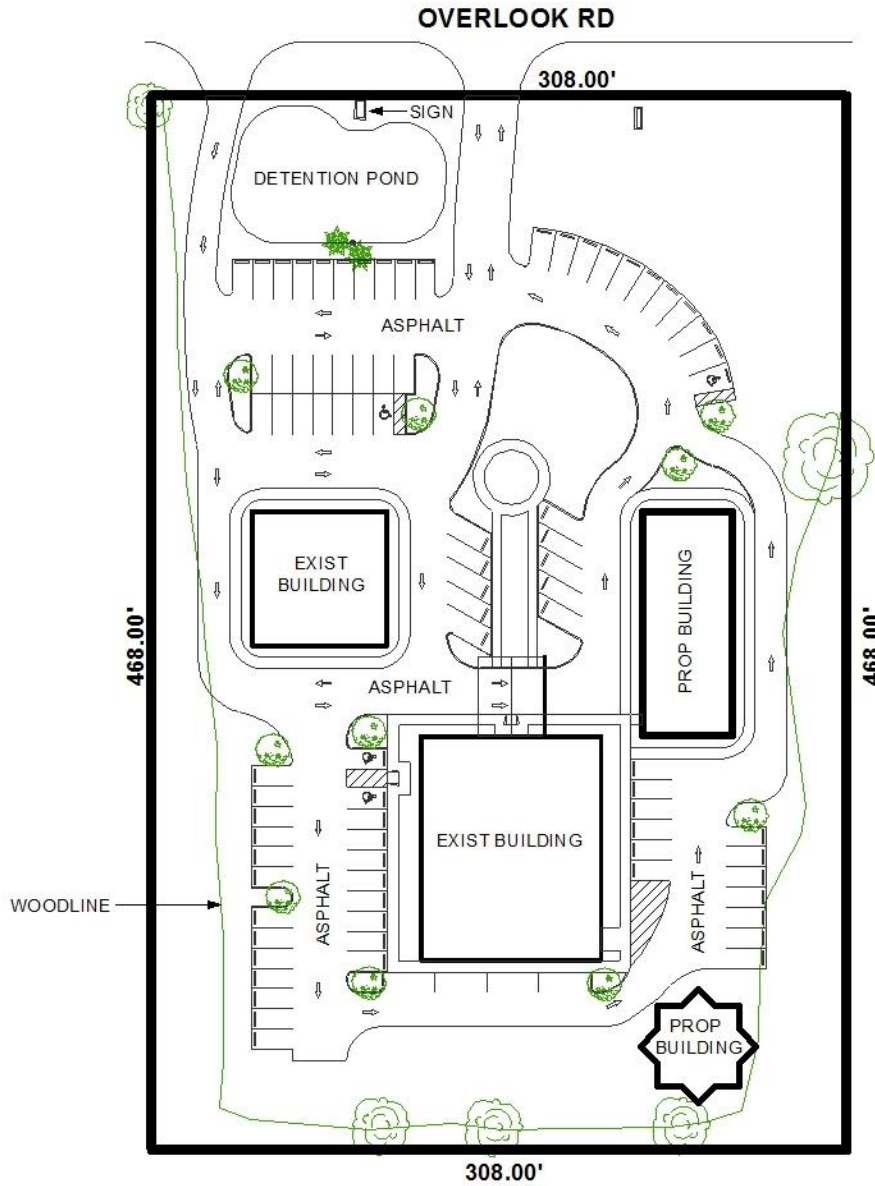 OVERLOOK RD
308.00'
SIGN
DETENTION POND
ASPHALT
EXIST
BUILDING
PROP BUILDING
468.00'
468.00'
ASPHALT
EXIST BUILDING
WOODLINE
ASPHALT
ASPHALT
PROP
BUILDING
308.00'